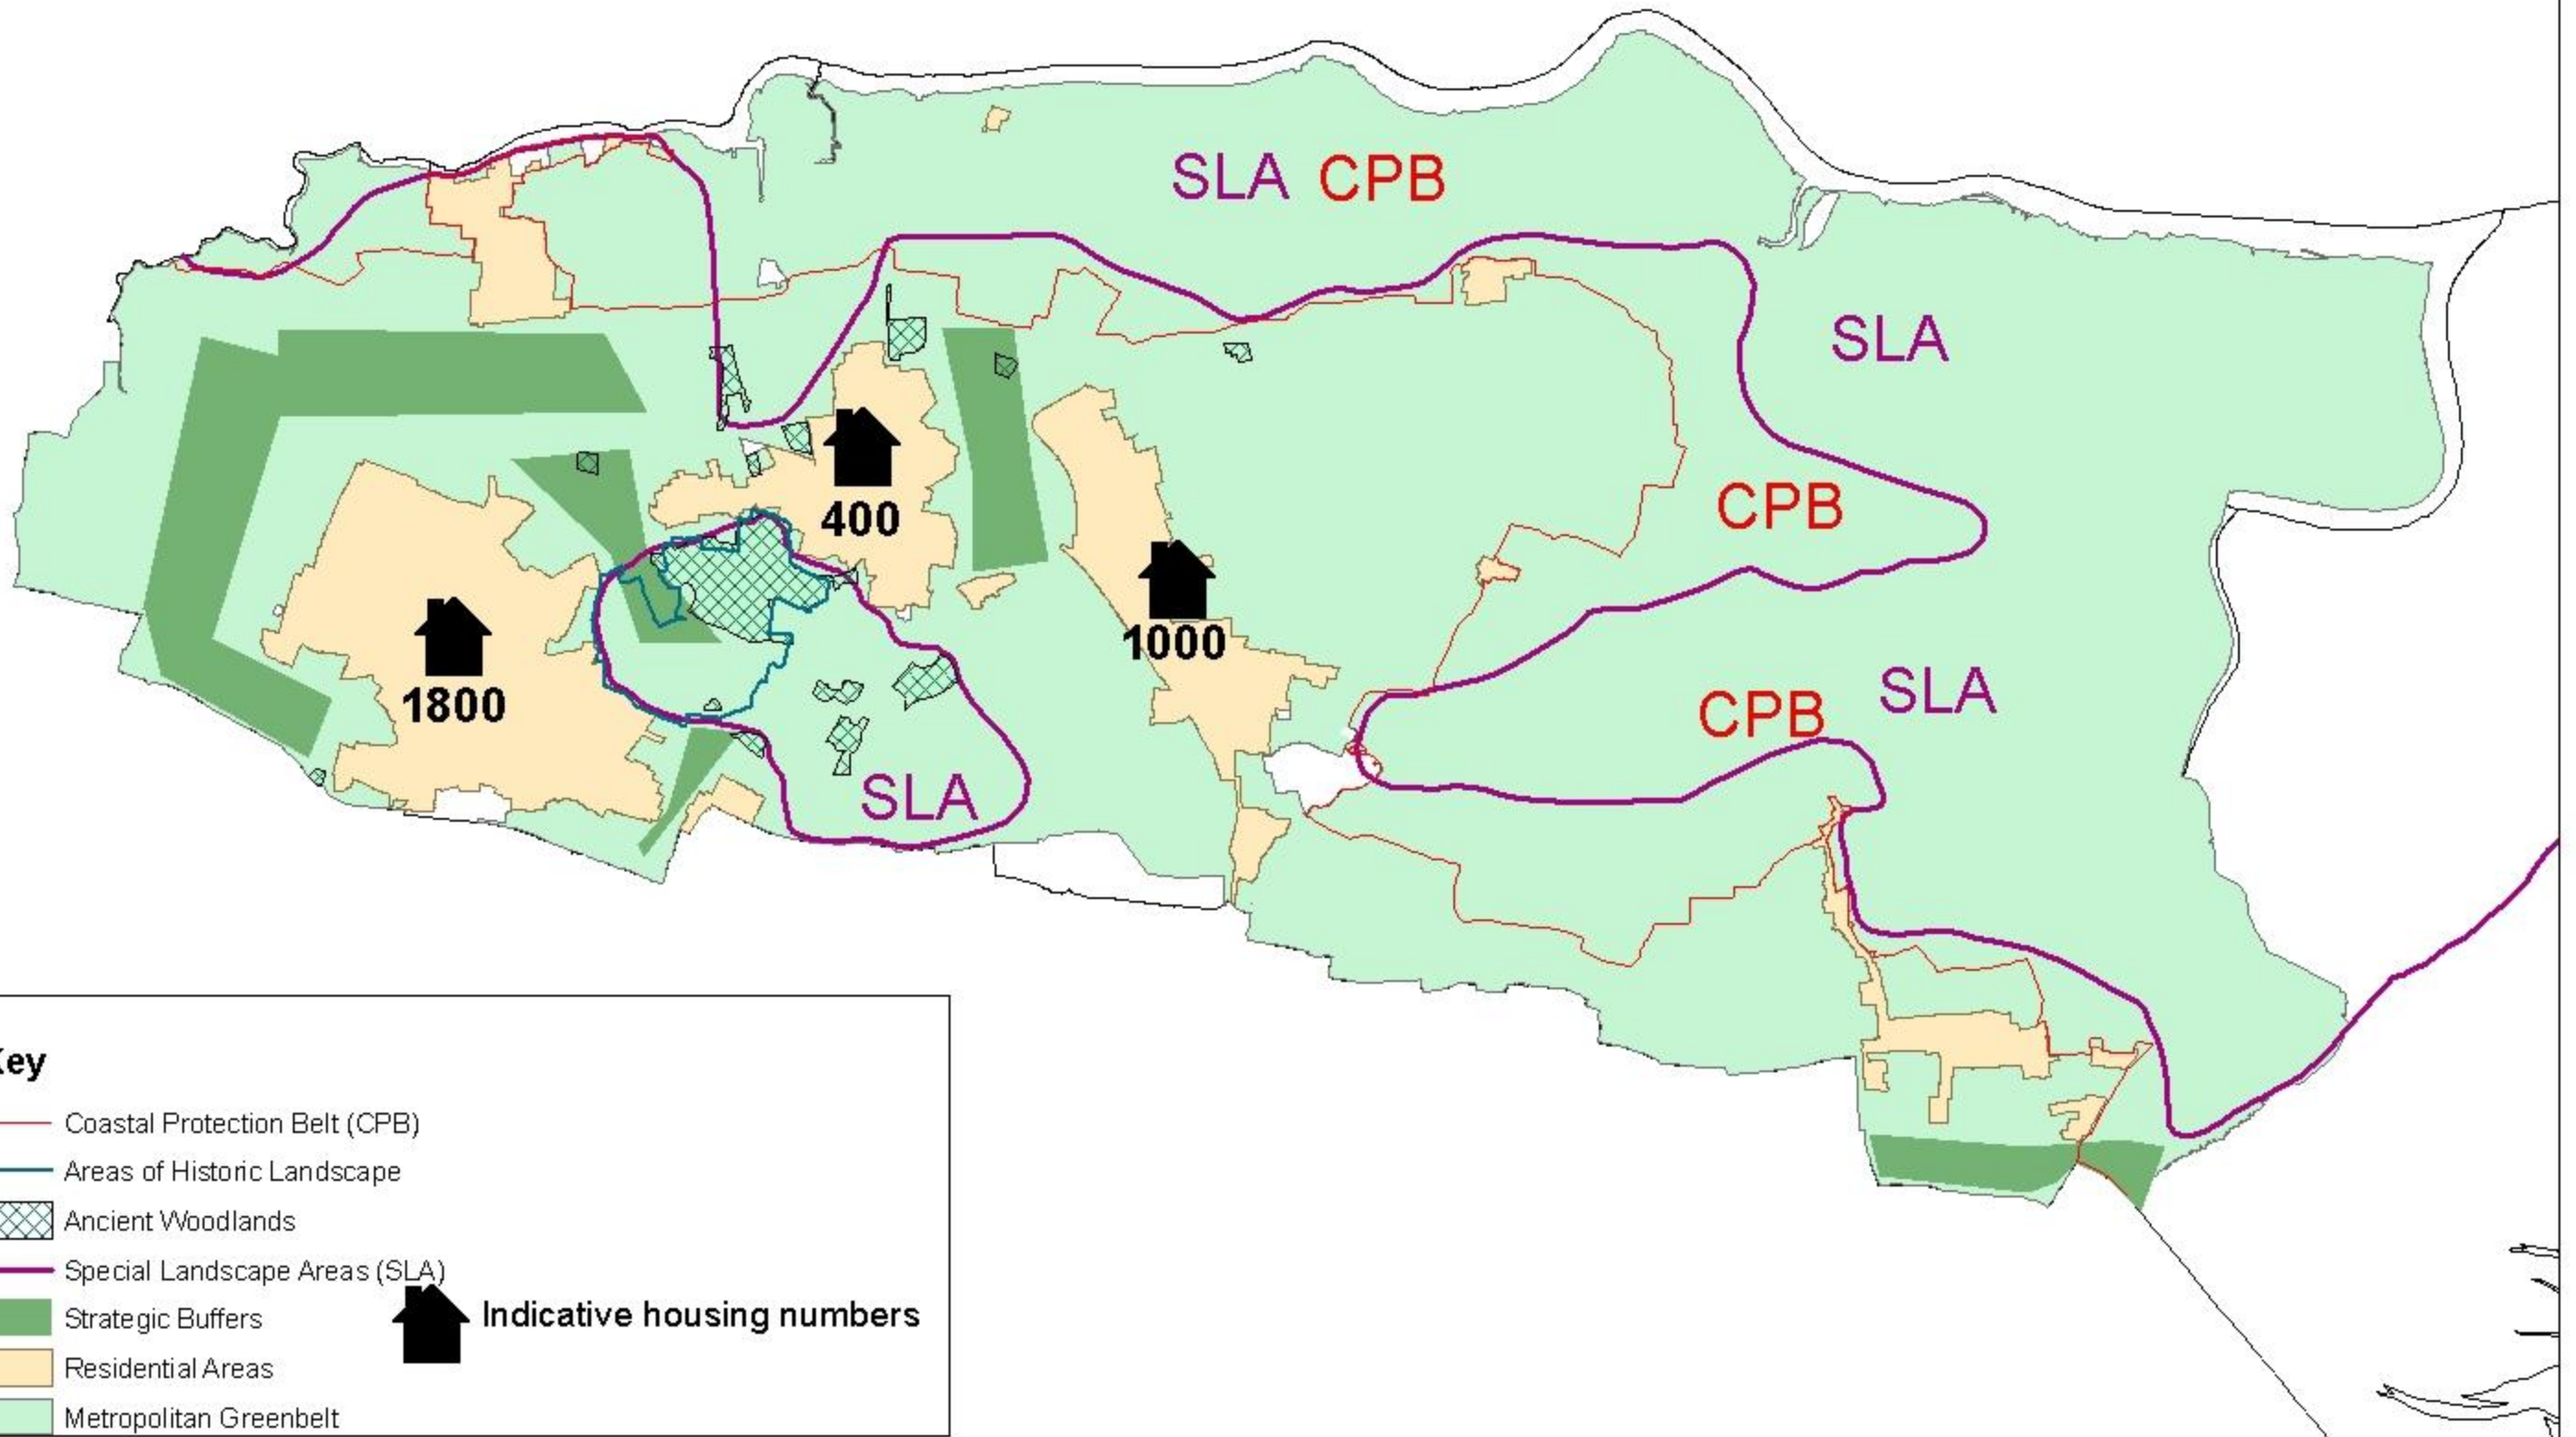 SLA CPB
SLA
CPB
400
1000
1800
CPB
SLA
SLA
Key
Coastal Protection Belt (CPB)
Areas of Historic Landscape
Ancient Woodlands
Special Landscape Areas (SLA)
Strategic Buffers
Indicative housing numbers
Residential Areas
Metropolitan Greenbelt